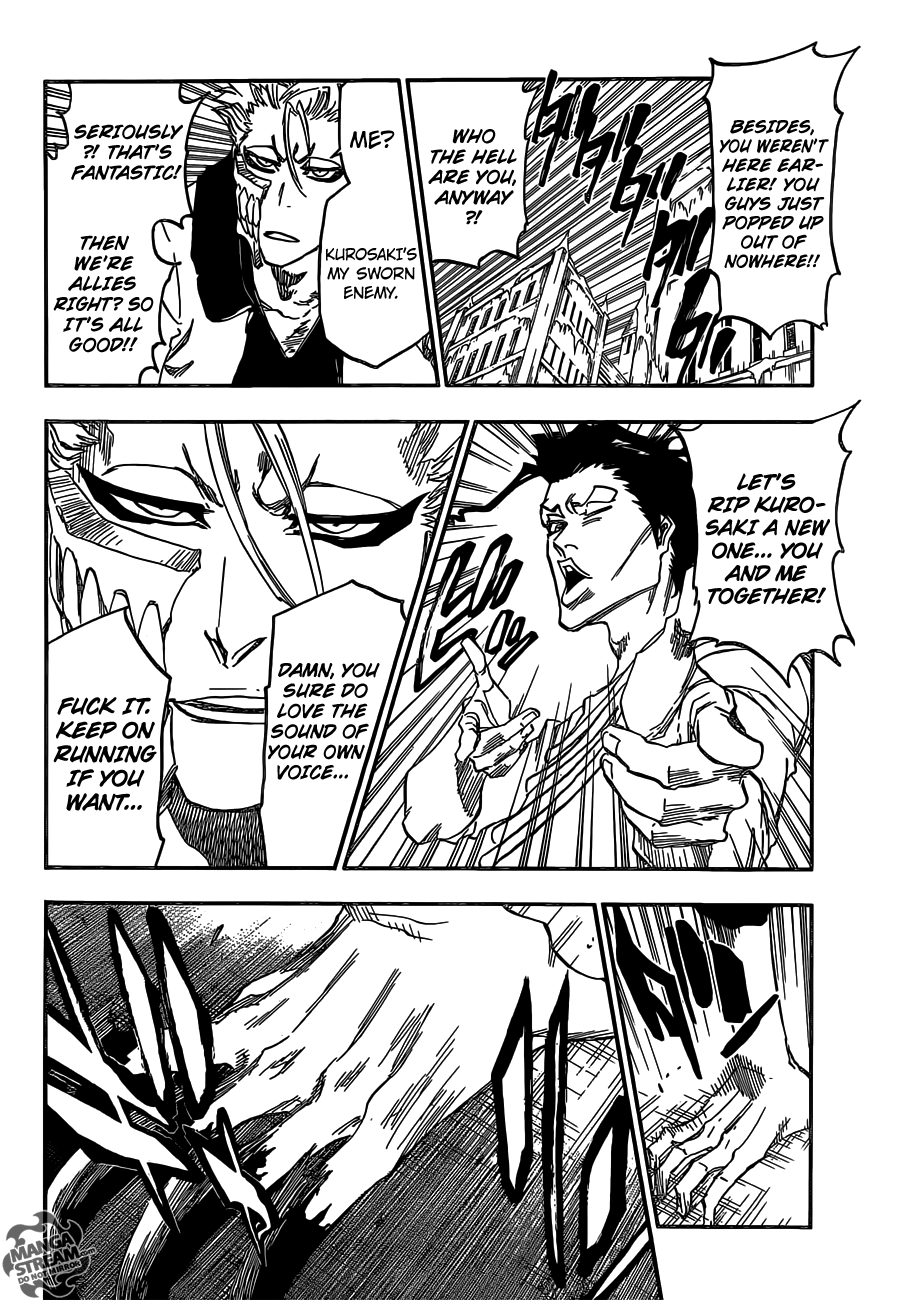 BESIDES,
YOU WEREN'T
HERE EAR-
LIER! YOU
GUYS JUST
POPPED UP
OUT OF
NOWHERE!!
WHO
THE HELL
ARE YOU,
ANYWAY
?!
ME?
KUROSAKI'S
MY SWORN
ENEMY.
SERIOUSLY
?! THAT'S
FANTASTIC!
THEN
WE'RE
ALLIES
RIGHT? SO
IT'S ALL
GOOD!!
LET'S
RIP KURO-
SAKI A NEW
ONE... YOU
AND ME
TOGETHER!
DAMN, YOU
SURE DO
LOVE THE
SOUND OF
YOUR OWN
VOICE...
FUCK IT.
KEEP ON
RUNNING
IF YOU
WANT...
MANGA
STREAM.com
DO NOT MIRROR